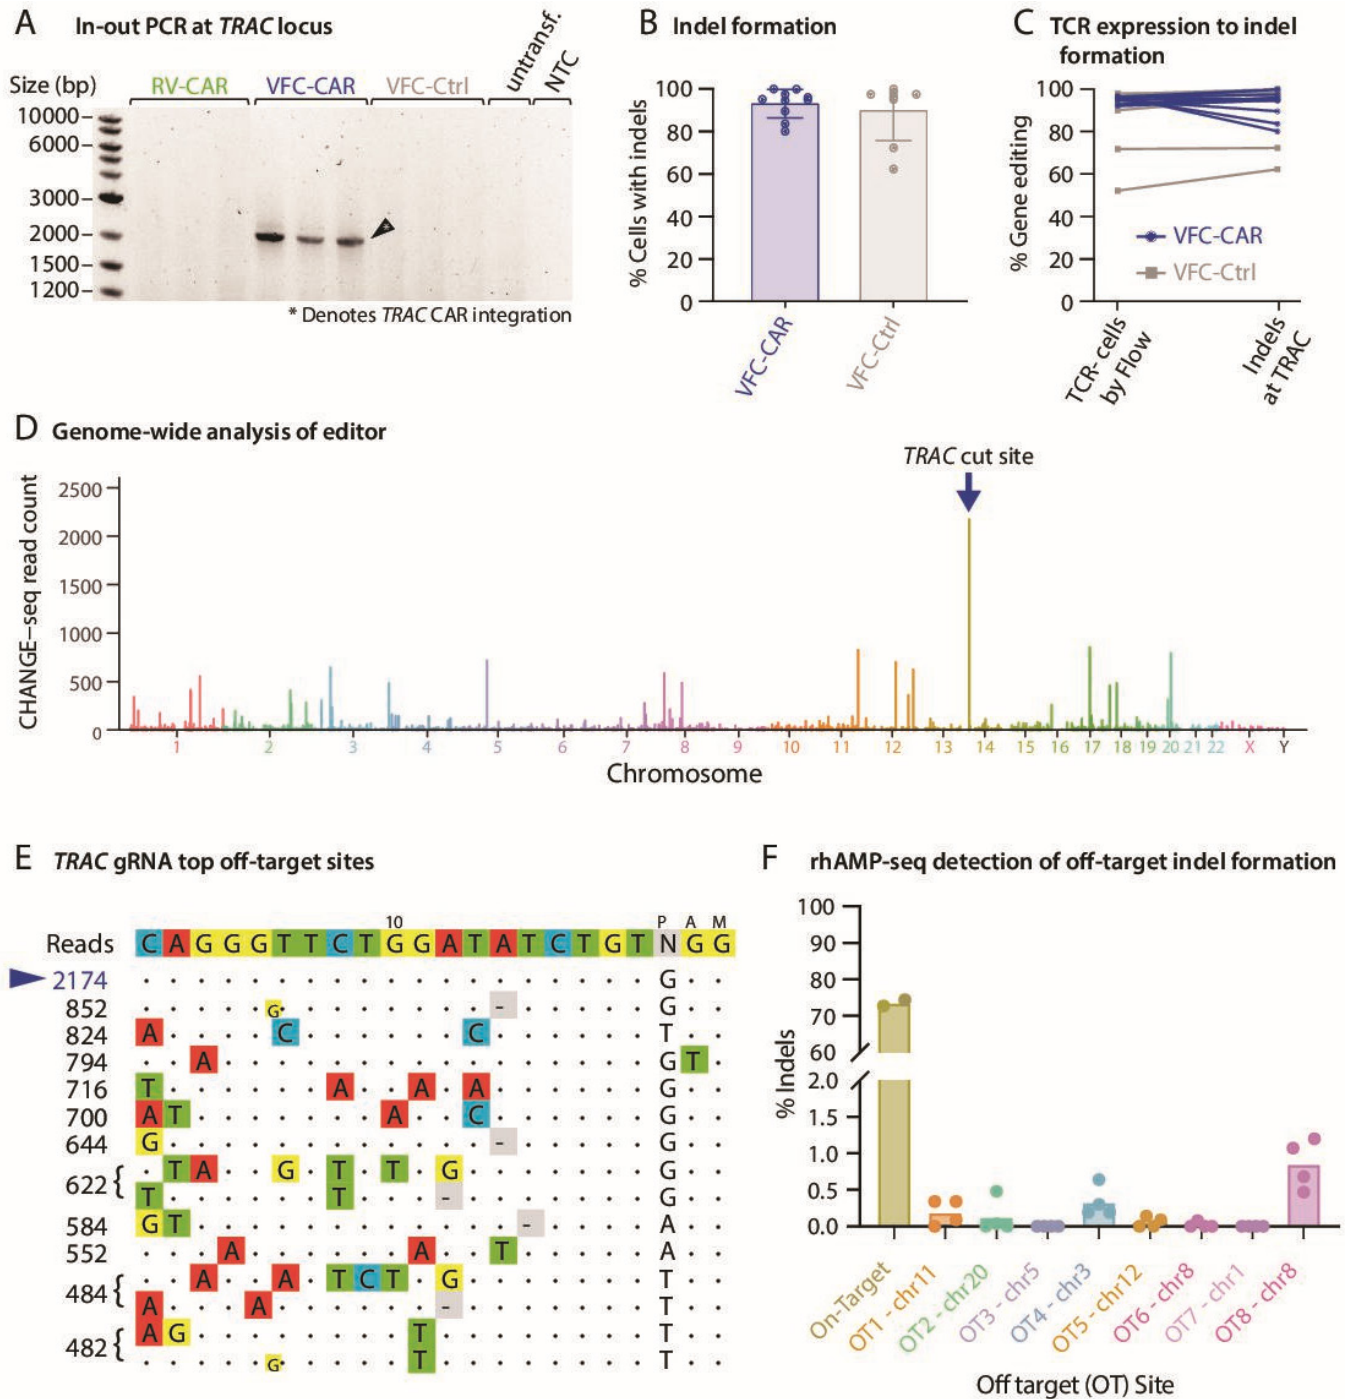 A In-out PCR at TRAC locus
Size (bp)
RV-CAR
VFC-CAR
VFC-Ctrl
untransf.
NTC
10000
6000
3000
2000
1500
1200
*
* Denotes TRAC CAR integration
B Indel formation
% Cells with indels
100
80
60
40
20
0
VFC-CAR
VFC-Ctrl
C TCR expression to indel
formation
% Gene editing
100
80
60
40
20
0
VFC-CAR
VFC-Ctrl
TCR- cells
by Flow
Indels
at TRAC
D Genome-wide analysis of editor
TRAC cut site
CHANGE–seq read count
2500
2000
1500
1000
500
0
1 2 3 4 5 6 7 8 9 10 11 12 13 14 15 16 17 18 19 20 21 22 X Y
Chromosome
E TRAC gRNA top off-target sites
10 P A M
Reads C A G G G T T C T G G A T A T C T G T N G G
2174 . . . . . . . . . . . . . . . . . . . G . .
852 . . . . G . . . . . . . . - . . . . . G . .
824 A . . . . C . . . . . . C . . . . . . T . .
794 . . A . . . . . . . . . . . . . . . . G T .
716 T . . . . . . A . . A . A . . . . . . G . .
700 A T . . . . . . . A . . C . . . . . . G . .
644 G . . . . . . . . . . . . - . . . . . G . .
622 { . T A . . G . T . T . G . . . . . . . G . .
T . . . . . . T . . . - . . . . . . . G . .
584 G T . . . . . . . . . . . . - . . . . A . .
552 . . . A . . . . . . A . . T . . . . . A . .
484 { . . A . . A . T C T . G . . . . . . . T . .
A . . . A . . . . . . - . . . . . . . T . .
482 { A G . . . . . . . . T . . . . . . . . T . .
. . . . G . . . . . T . . . . . . . . T . .
F rhAMP-seq detection of off-target indel formation
% Indels
100
90
80
70
60
2.0
1.5
1.0
0.5
0.0
On-Target
OT1 - chr11
OT2 - chr20
OT3 - chr5
OT4 - chr3
OT5 - chr12
OT6 - chr8
OT7 - chr1
OT8 - chr8
Off target (OT) Site